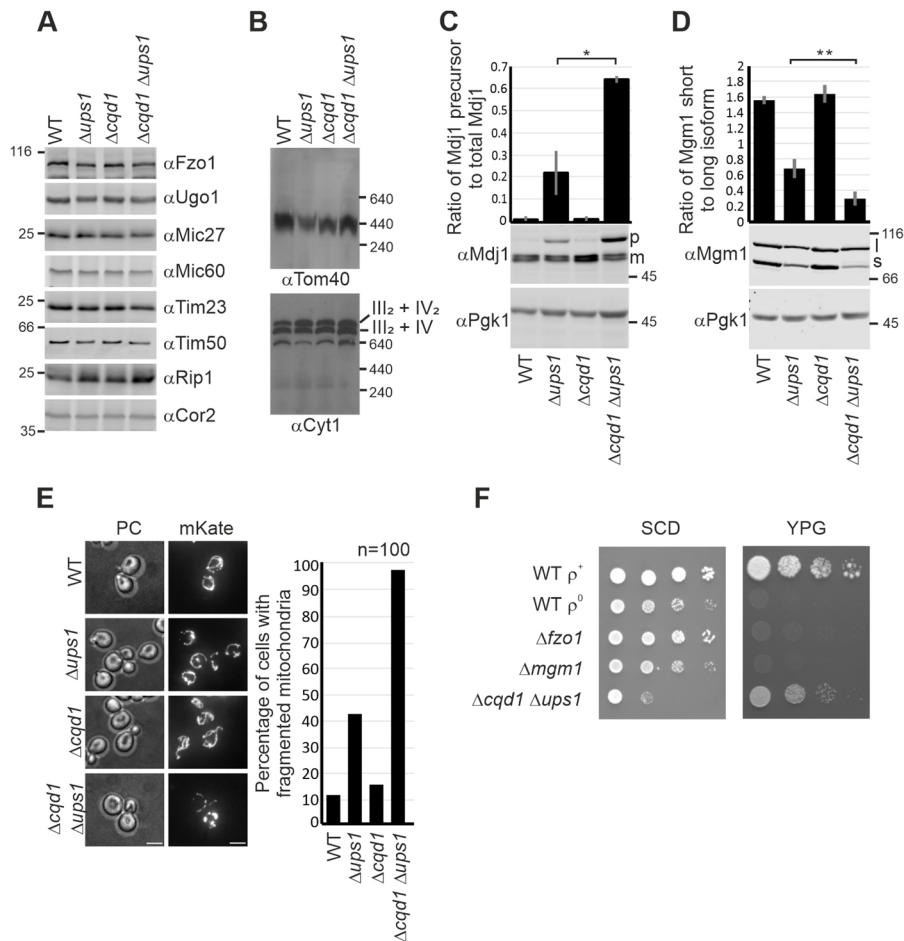 A
WT
Δups1
Δcqd1
Δcqd1 Δups1
116
αFzo1
αUgo1
25
αMic27
αMic60
25
αTim23
66
αTim50
25
αRip1
αCor2
35
B
WT
Δups1
Δcqd1
Δcqd1 Δups1
640
440
240
αTom40
III₂ + IV₂
III₂ + IV
640
440
240
αCyt1
C
*
Ratio of Mdj1 precursor
to total Mdj1
0.7
0.6
0.5
0.4
0.3
0.2
0.1
0
αMdj1
p
m
45
αPgk1
45
WT
Δups1
Δcqd1
Δcqd1 Δups1
D
**
Ratio of Mgm1 short
to long isoform
2
1.8
1.6
1.4
1.2
1
0.8
0.6
0.4
0.2
0
αMgm1
116
l
s
66
αPgk1
45
WT
Δups1
Δcqd1
Δcqd1 Δups1
E
PC
mKate
WT
Δups1
Δcqd1
Δcqd1
Δups1
n=100
Percentage of cells with
fragmented mitochondria
100
90
80
70
60
50
40
30
20
10
0
WT
Δups1
Δcqd1
Δcqd1 Δups1
F
SCD
YPG
WT ρ⁺
WT ρ⁰
Δfzo1
Δmgm1
Δcqd1 Δups1